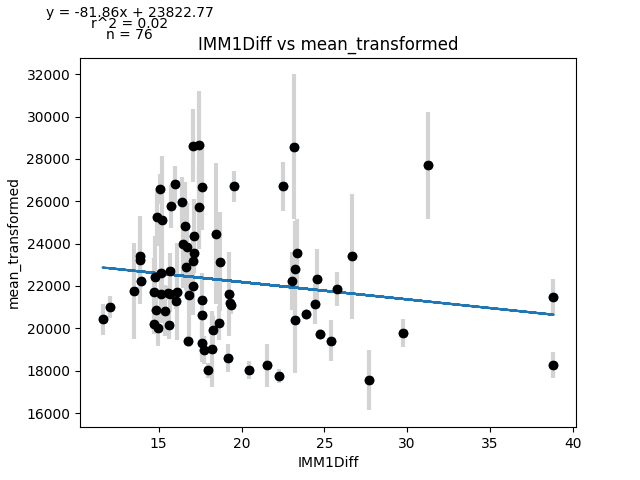 y = -81.86x + 23822.77
r^2 = 0.02
n = 76
IMM1Diff vs mean_transformed
32000
30000
28000
26000
24000
22000
20000
18000
16000
mean_transformed
15
20
25
30
35
40
IMM1Diff